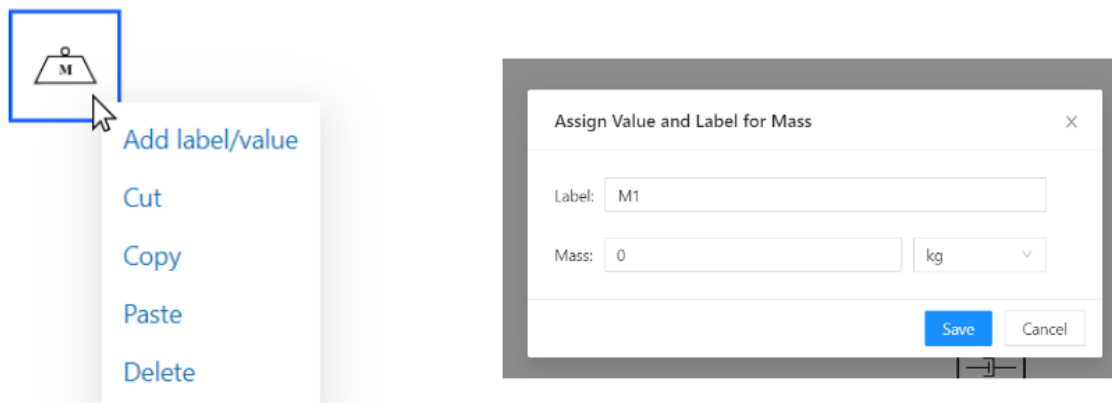 M
Add label/value
Cut
Copy
Paste
Delete
Assign Value and Label for Mass
Label: M1
Mass: 0 kg
Save Cancel